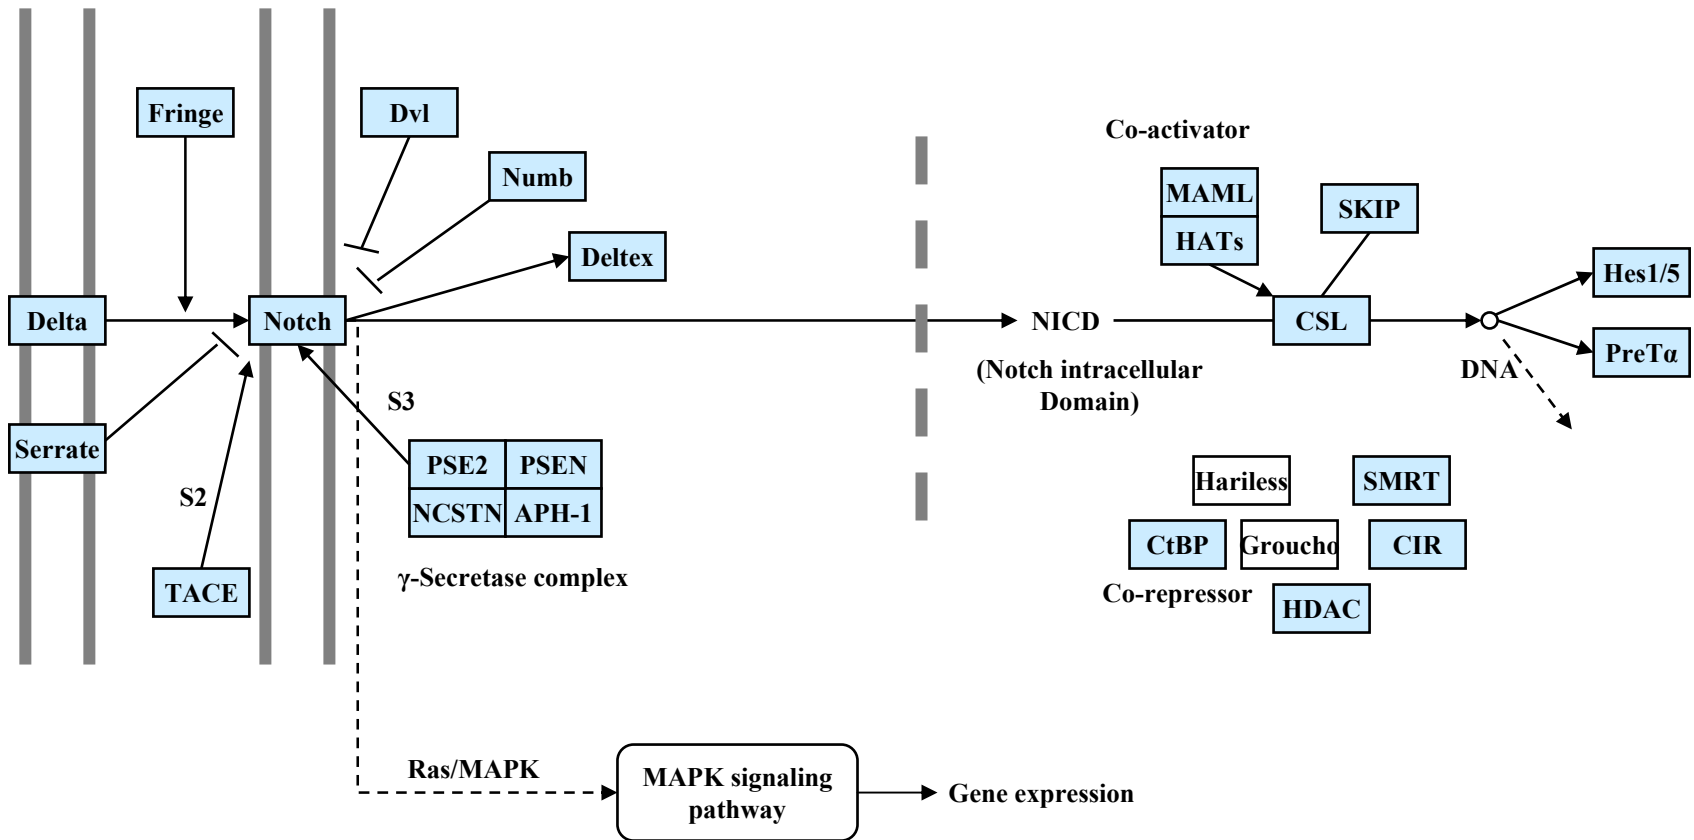 Fringe
Dvl
Co-activator
Numb
MAML
SKIP
HATs
Deltex
Hes1/5
Delta
Notch
NICD
CSL
PreTα
(Notch intracellular
Domain)
DNA
S3
Serrate
PSE2
PSEN
Hariless
SMRT
S2
NCSTN
APH-1
CtBP
Groucho
CIR
γ-Secretase complex
TACE
Co-repressor
HDAC
Ras/MAPK
MAPK signaling
pathway
Gene expression